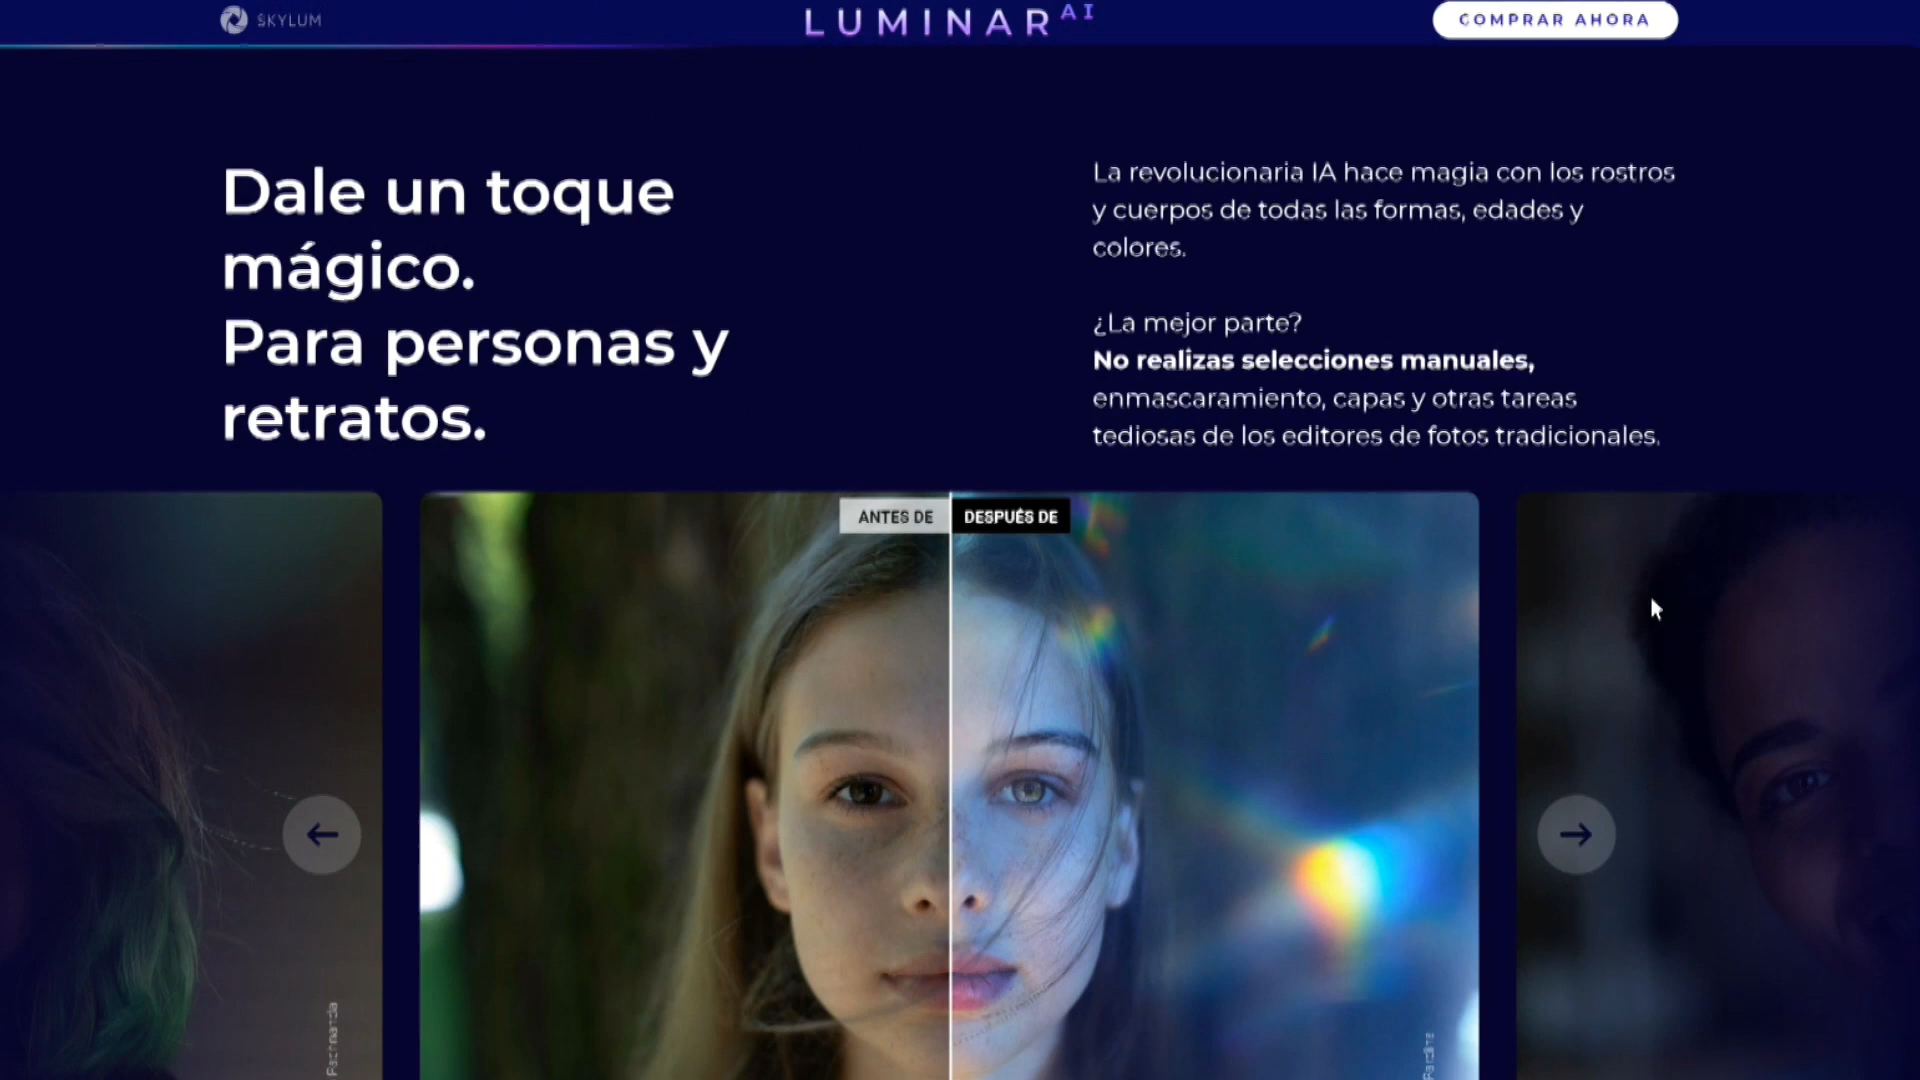 SKYLUM
LUMINAR AI
COMPRAR AHORA
Dale un toque
mágico.
Para personas y
retratos.
La revolucionaria IA hace magia con los rostros
y cuerpos de todas las formas, edades y
colores.
¿La mejor parte?
No realizas selecciones manuales,
enmascaramiento, capas y otras tareas
tediosas de los editores de fotos tradicionales.
ANTES DE
DESPUÉS DE